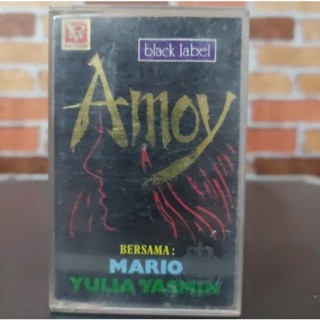 black label
Amoy
BERSAMA :
MARIO
YULIA YASMIN